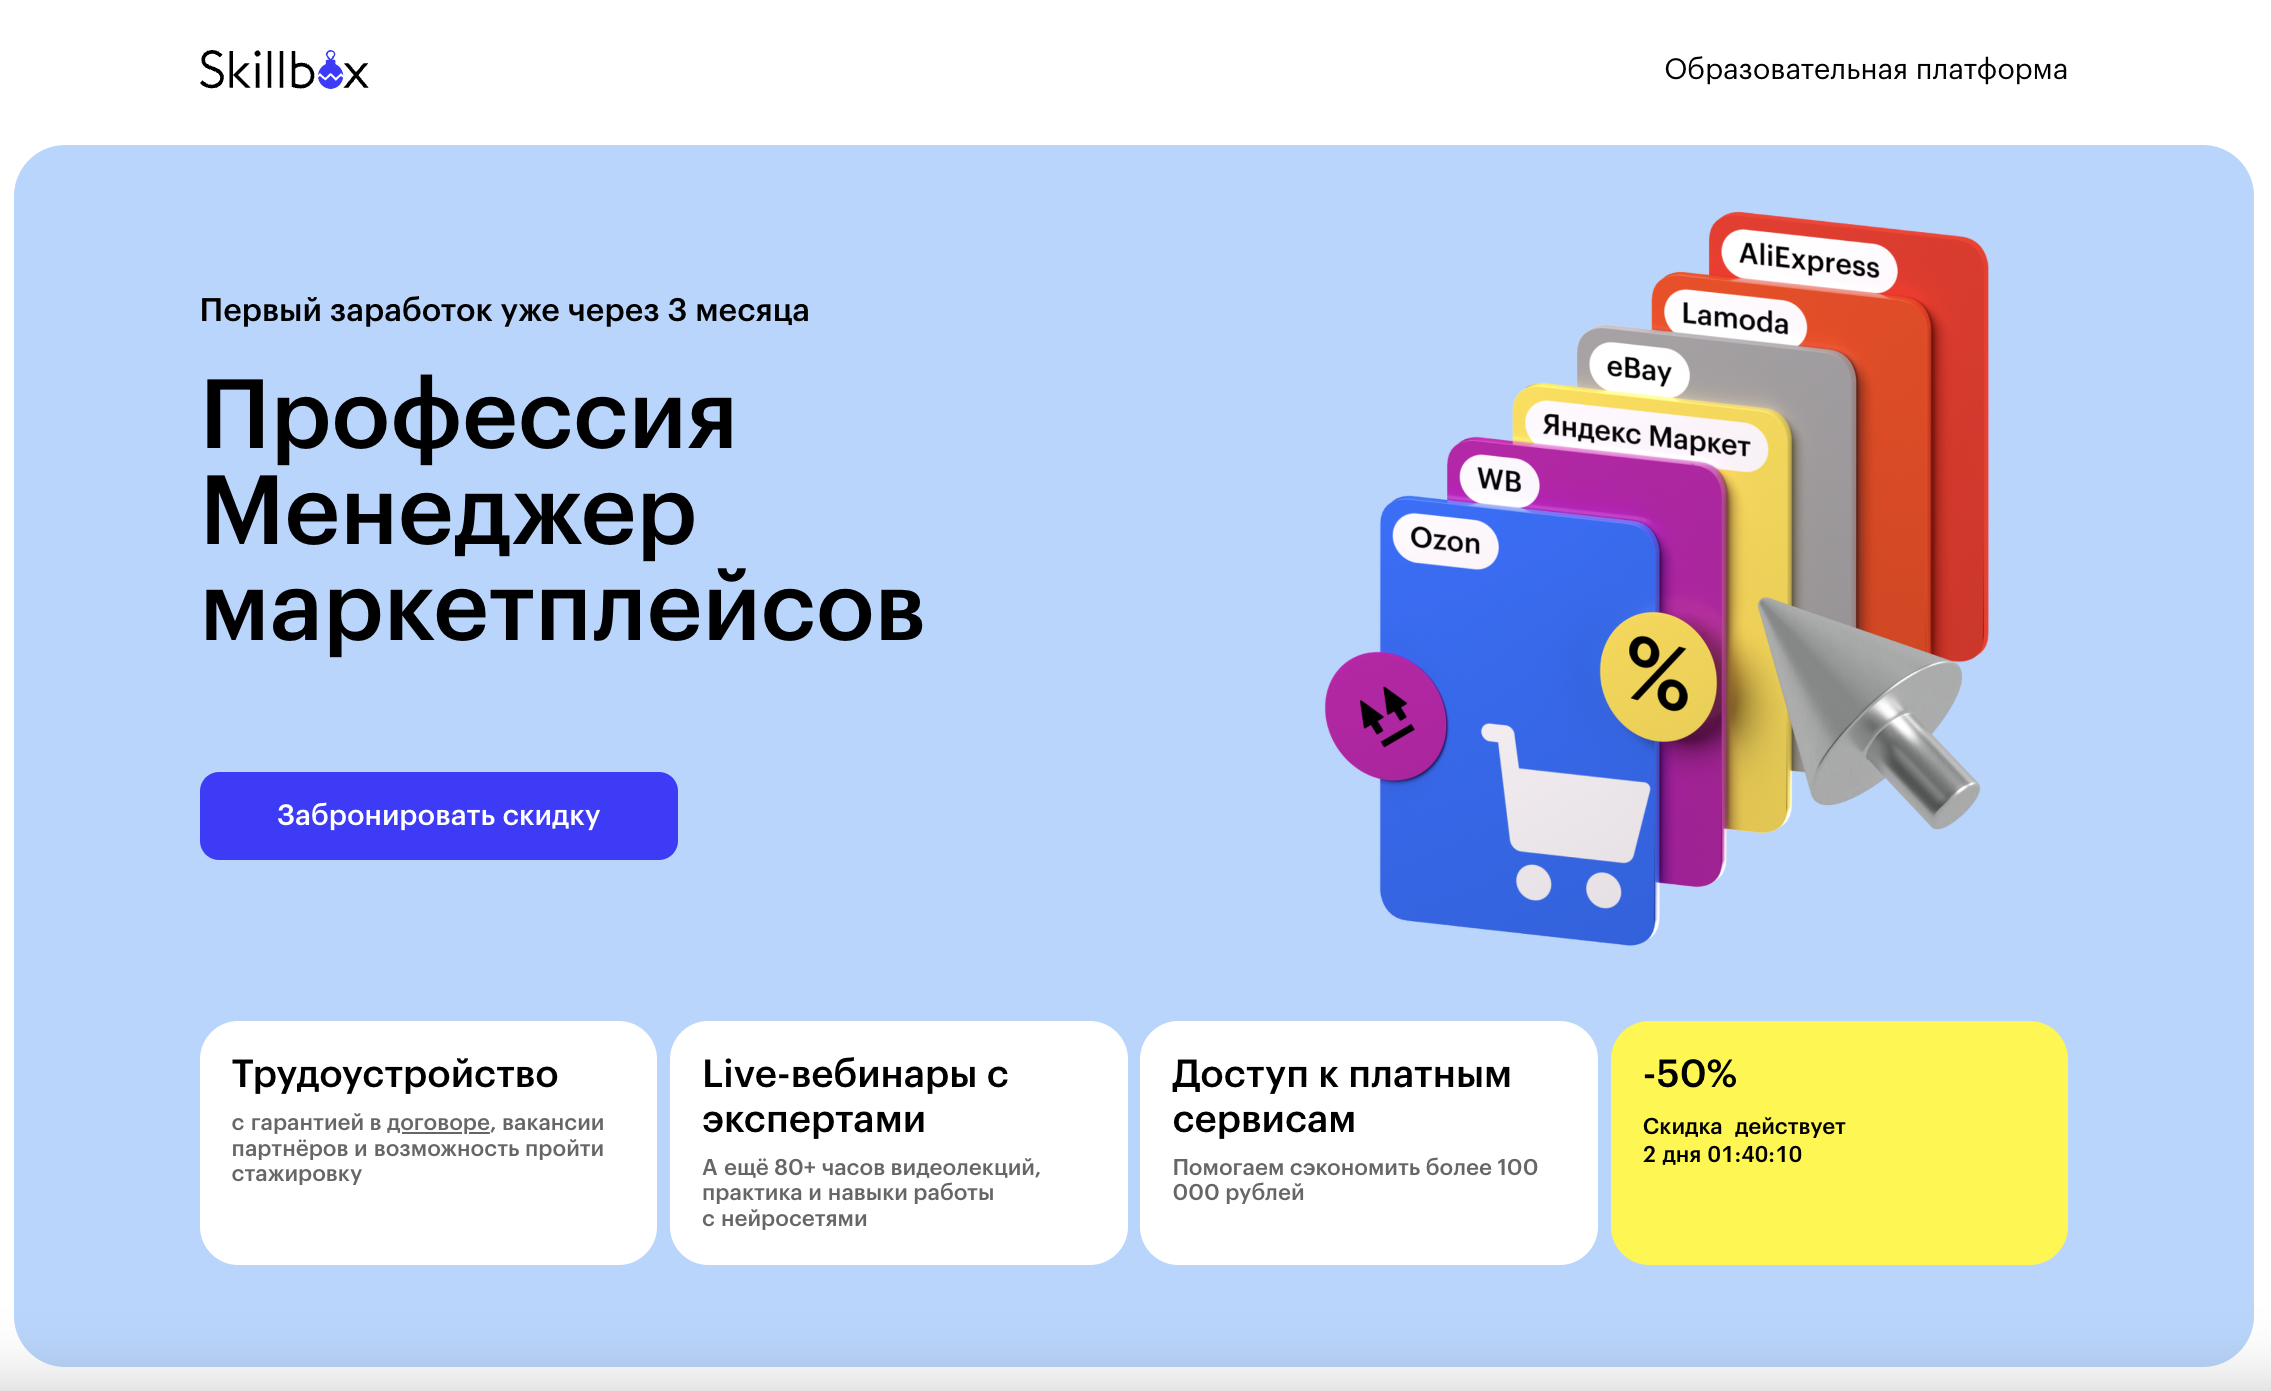 Skillbox
Образовательная платформа
Первый заработок уже через 3 месяца
Профессия
Менеджер
маркетплейсов
Забронировать скидку
AliExpress
Lamoda
eBay
Яндекс Маркет
WB
Ozon
%
Трудоустройство
с гарантией в договоре, вакансии
партнёров и возможность пройти
стажировку
Live-вебинары с
экспертами
А ещё 80+ часов видеолекций,
практика и навыки работы
с нейросетями
Доступ к платным
сервисам
Помогаем сэкономить более 100
000 рублей
-50%
Скидка действует
2 дня 01:40:10